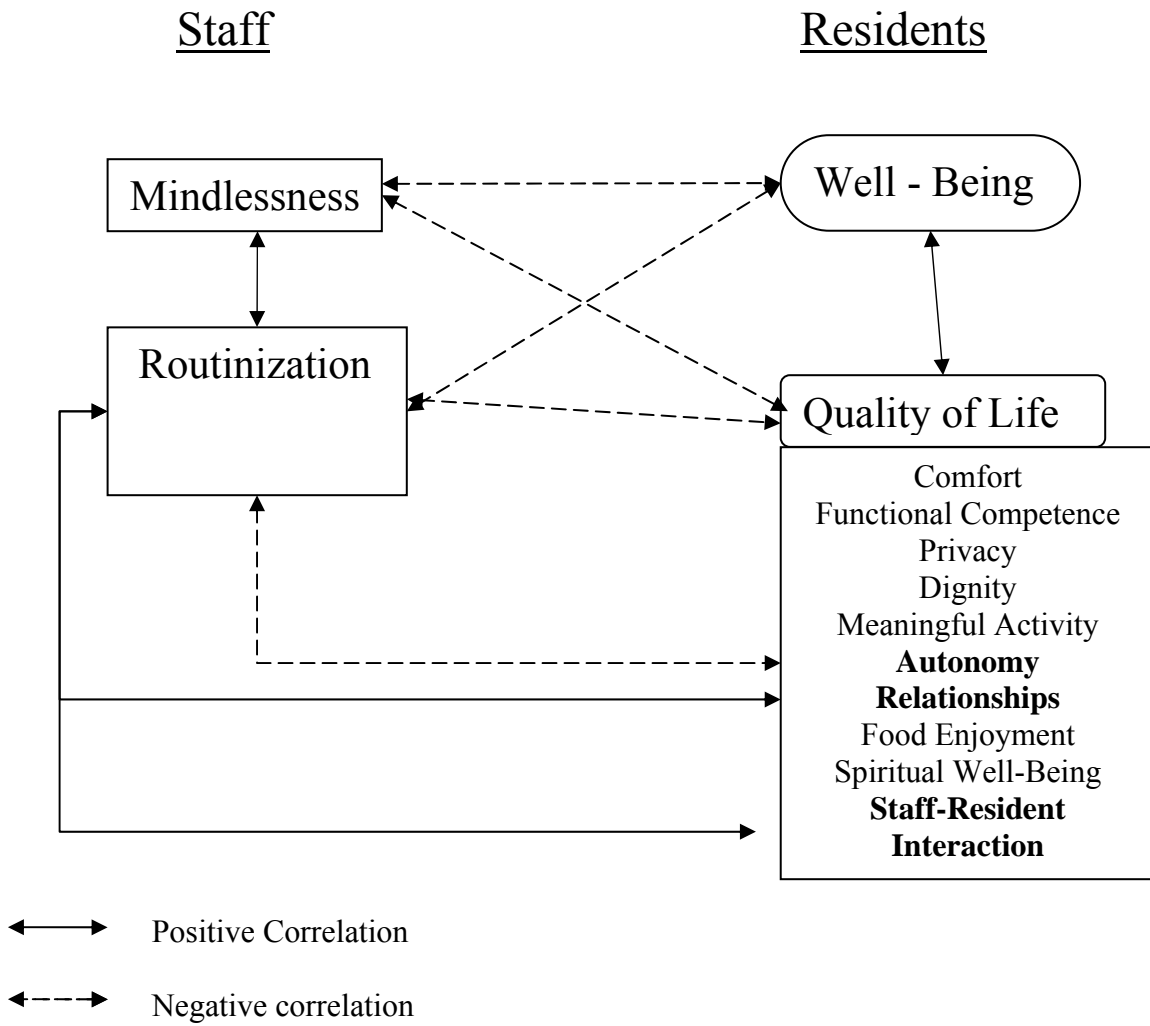 Staff
Residents
Mindlessness
Well - Being
Routinization
Quality of Life
Comfort
Functional Competence
Privacy
Dignity
Meaningful Activity
Autonomy
Relationships
Food Enjoyment
Spiritual Well-Being
Staff-Resident
Interaction
Positive Correlation
Negative correlation